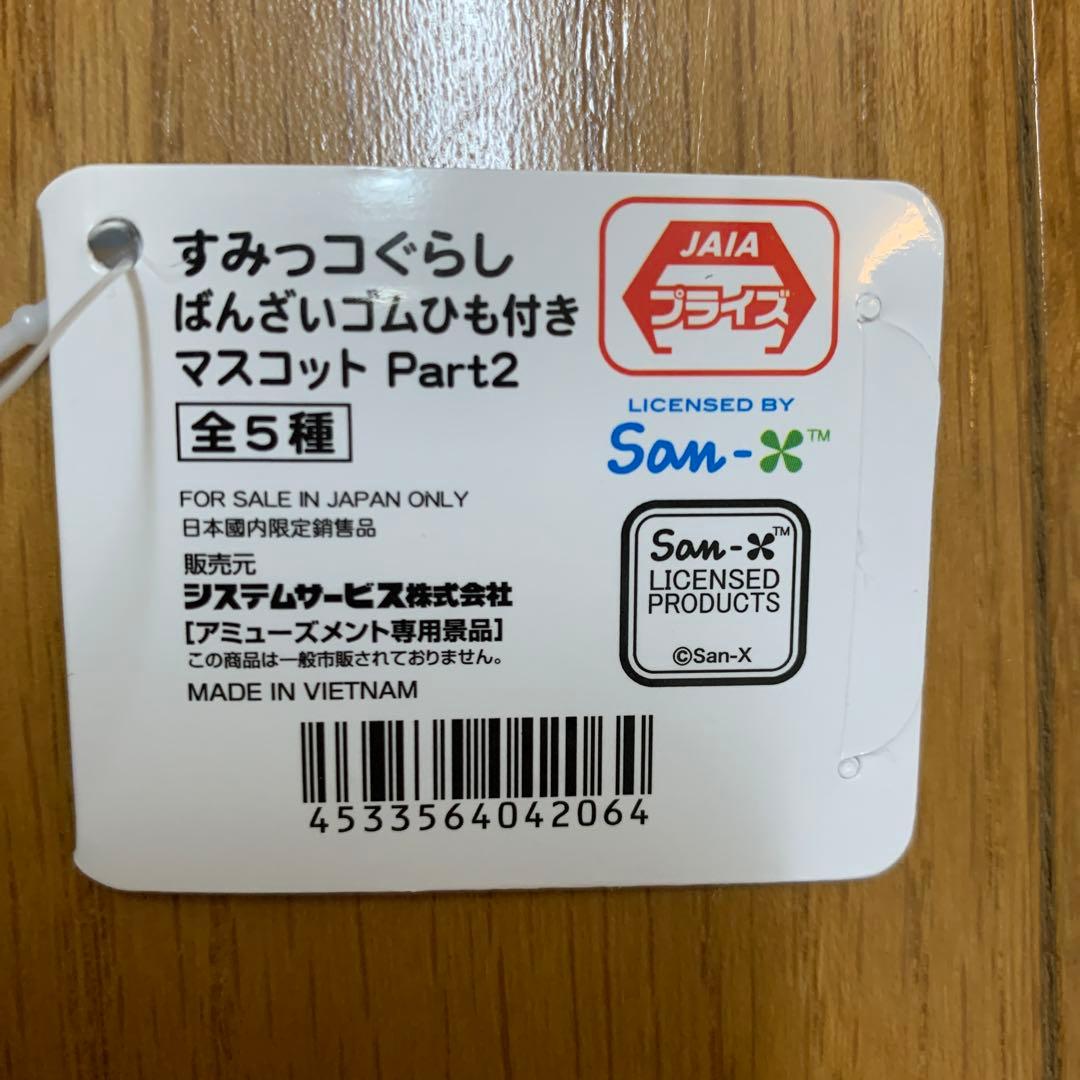 すみっコぐらし
ばんざいゴムひも付き
マスコット Part2
全5種
FOR SALE IN JAPAN ONLY
日本國内限定銷售品
販売元
システムサービス株式会社
[アミューズメント専用景品]
この商品は一般市販されておりません。
MADE IN VIETNAM
4533564042064
JAIA
プライズ
LICENSED BY
San-X™
San-X™
LICENSED
PRODUCTS
©San-X